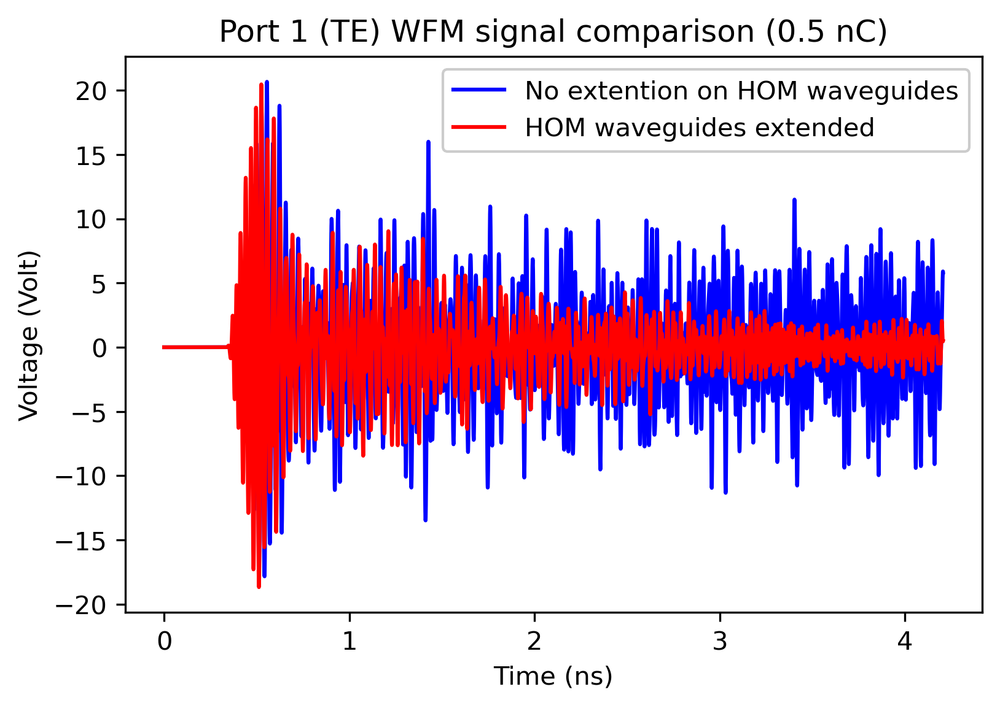 Port 1 (TE) WFM signal comparison (0.5 nC)
No extention on HOM waveguides
HOM waveguides extended
Voltage (Volt)
20
15
10
5
0
−5
−10
−15
−20
0 1 2 3 4
Time (ns)